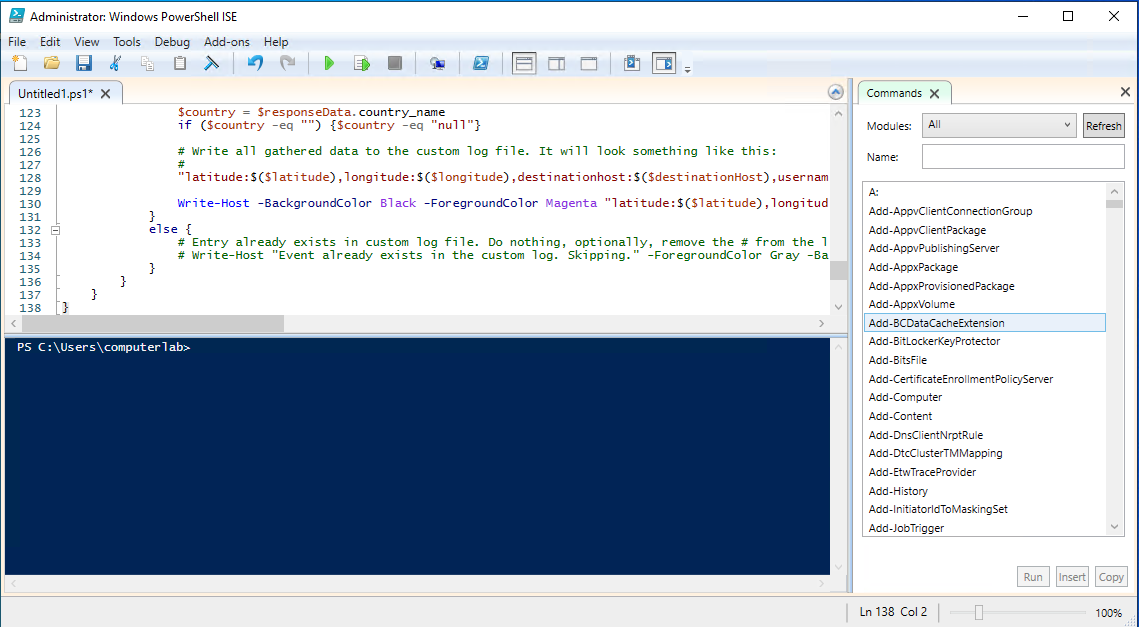 Administrator: Windows PowerShell ISE
File Edit View Tools Debug Add-ons Help
Untitled1.ps1* X
123 $country = $responseData.country_name
124 if ($country -eq "") {$country -eq "null"}
125
126 # Write all gathered data to the custom log file. It will look something like this:
127 #
128 "latitude:$($latitude),longitude:$($longitude),destinationhost:$($destinationHost),usernam
129
130 Write-Host -BackgroundColor Black -ForegroundColor Magenta "latitude:$($latitude),longitud
131 }
132 else {
133 # Entry already exists in custom log file. Do nothing, optionally, remove the # from the l
134 # Write-Host "Event already exists in the custom log. Skipping." -ForegroundColor Gray -Ba
135 }
136 }
137 }
138 }
PS C:\Users\computerlab>
Commands X
Modules: All Refresh
Name:
A:
Add-AppvClientConnectionGroup
Add-AppvClientPackage
Add-AppvPublishingServer
Add-AppxPackage
Add-AppxProvisionedPackage
Add-AppxVolume
Add-BCDataCacheExtension
Add-BitLockerKeyProtector
Add-BitsFile
Add-CertificateEnrollmentPolicyServer
Add-Computer
Add-Content
Add-DnsClientNrptRule
Add-DtcClusterTMMapping
Add-EtwTraceProvider
Add-History
Add-InitiatorIdToMaskingSet
Add-JobTrigger
Run Insert Copy
Ln 138 Col 2 100%